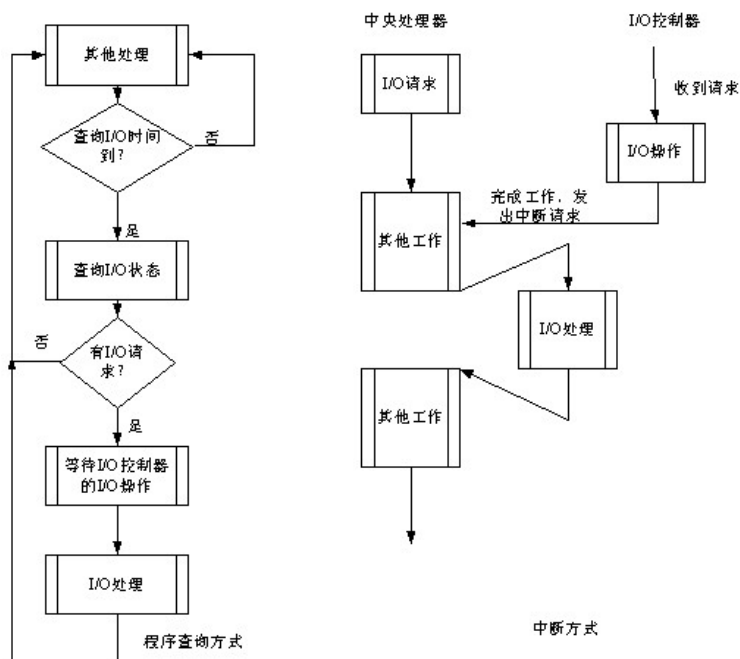 其他处理
查询I/O时间
到?
否
是
查询I/O状态
否
有I/O请
求?
是
等待I/O控制器
的I/O操作
I/O处理
程序查询方式
中央处理器
I/O控制器
I/O请求
收到请求
I/O操作
完成工作，发
出中断请求
其他工作
I/O处理
其他工作
中断方式